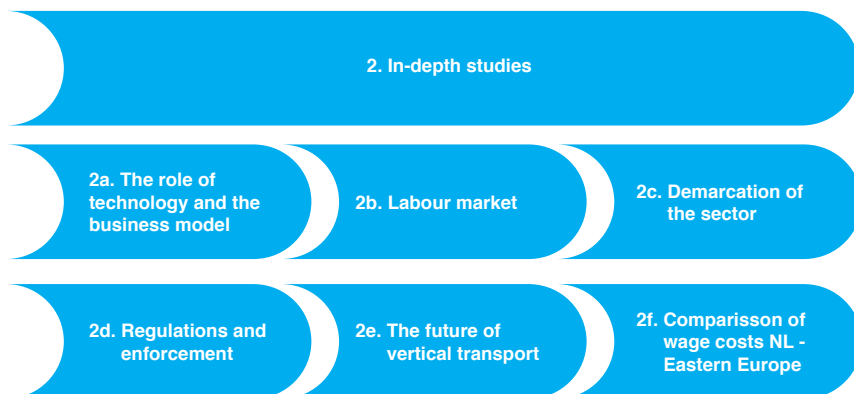 2. In-depth studies
2a. The role of
technology and the
business model
2b. Labour market
2c. Demarcation of
the sector
2d. Regulations and
enforcement
2e. The future of
vertical transport
2f. Comparisson of
wage costs NL -
Eastern Europe